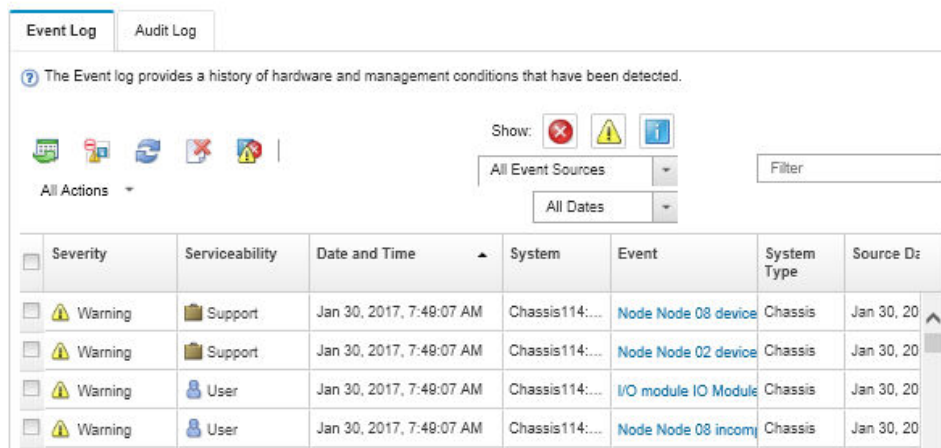 Event Log Audit Log
The Event log provides a history of hardware and management conditions that have been detected.
Show:
All Event Sources Filter
All Actions
All Dates
Severity Serviceability Date and Time System Event System Type Source Da
Warning Support Jan 30, 2017, 7:49:07 AM Chassis114:... Node Node 08 device Chassis Jan 30, 20
Warning Support Jan 30, 2017, 7:49:07 AM Chassis114:... Node Node 02 device Chassis Jan 30, 20
Warning User Jan 30, 2017, 7:49:07 AM Chassis114:... I/O module IO Module Chassis Jan 30, 20
Warning User Jan 30, 2017, 7:49:07 AM Chassis114:... Node Node 08 incom Chassis Jan 30, 20